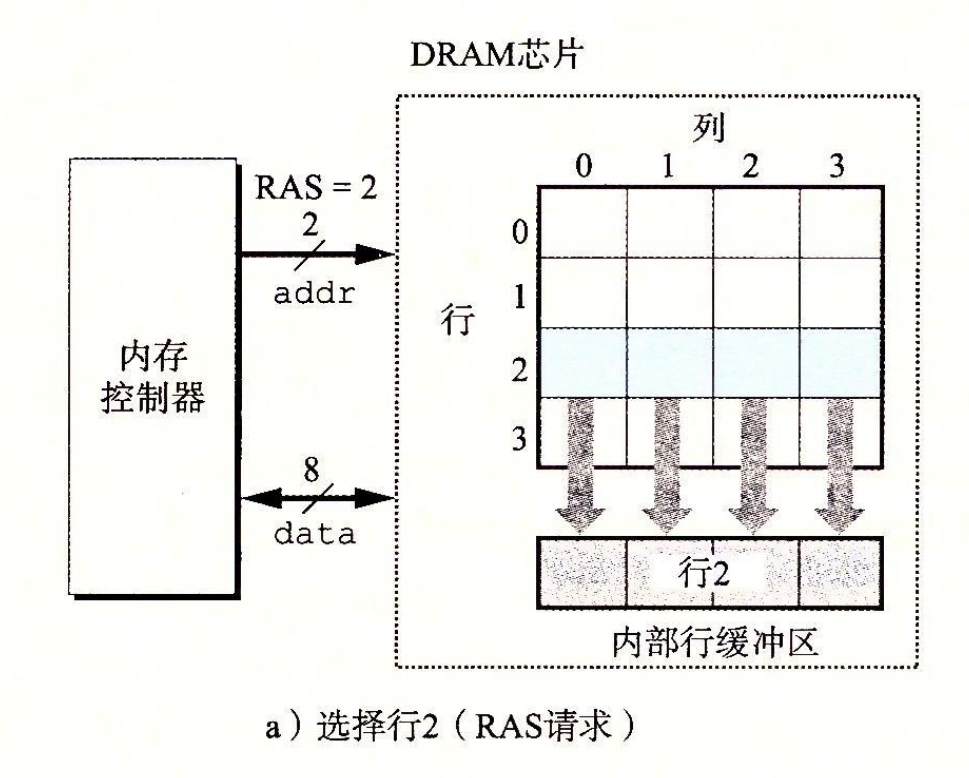 DRAM芯片
列
0 1 2 3
RAS = 2
2
addr
内存
控制器
8
data
行
0
1
2
3
行2
内部行缓冲区
a）选择行2（RAS请求）